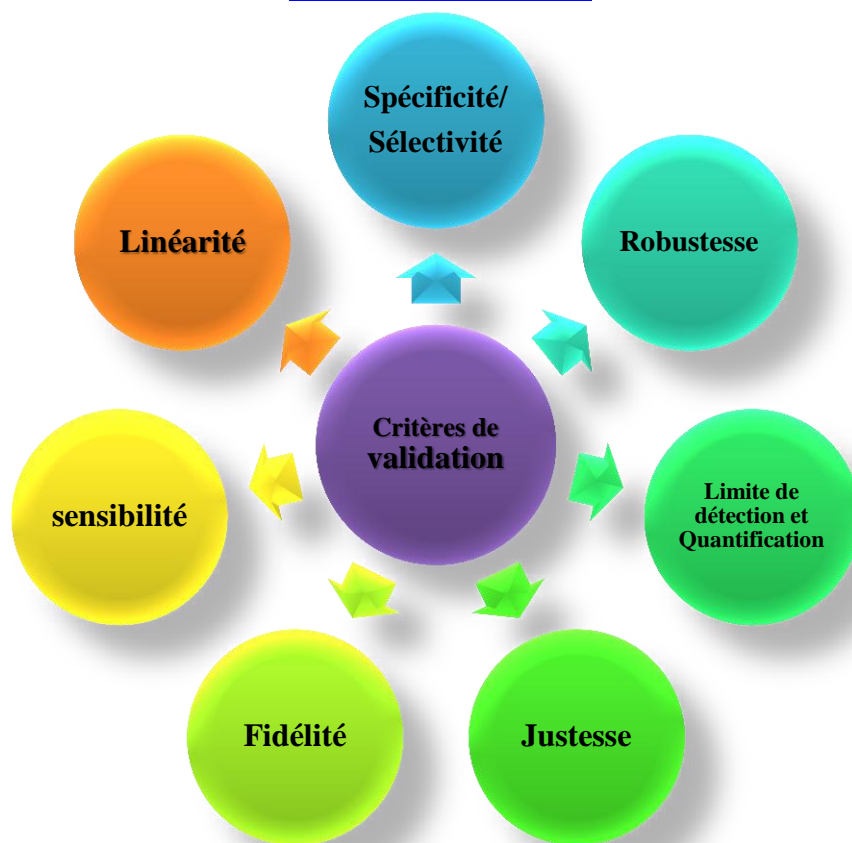 Spécificité/
Sélectivité
Robustesse
Limite de
détection et
Quantification
Justesse
Fidélité
sensibilité
Linéarité
Critères de
validation